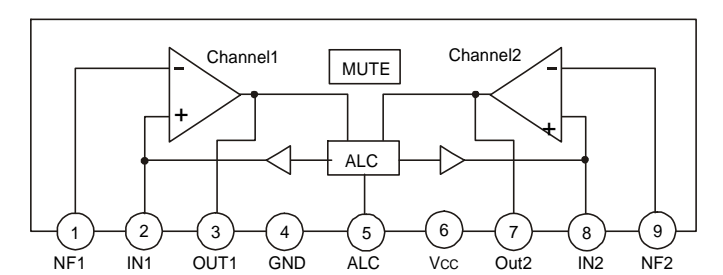 Channel1
Channel2
MUTE
-
-
+
+
ALC
1 2 3 4 5 6 7 8 9
NF1 IN1 OUT1 GND ALC Vcc Out2 IN2 NF2